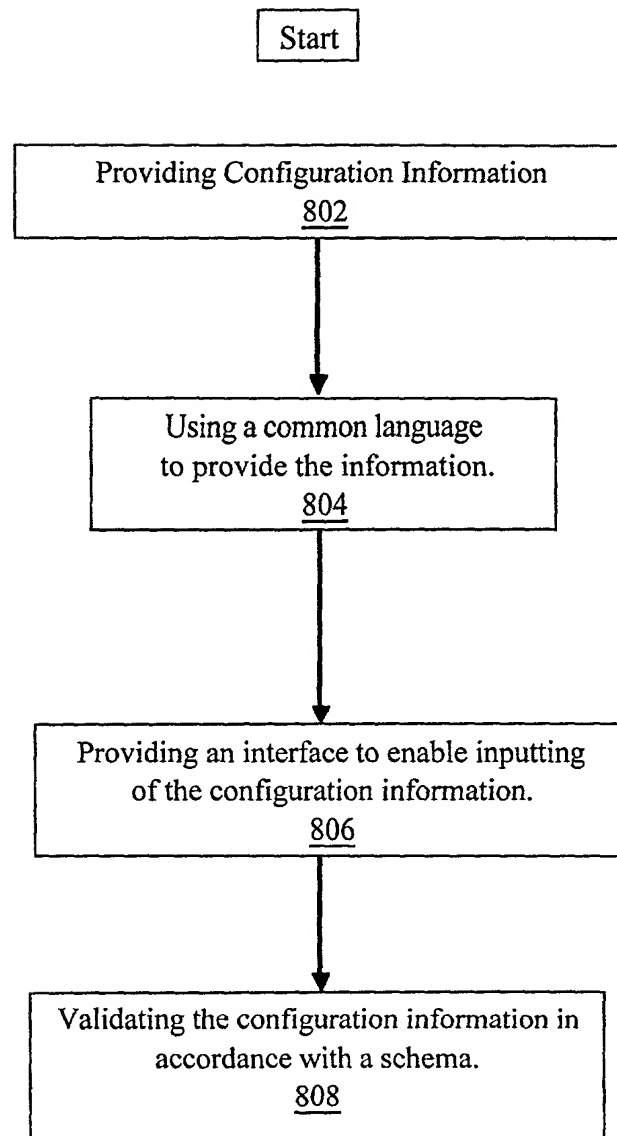 Start
Providing Configuration Information
802
Using a common language
to provide the information.
804
Providing an interface to enable inputting
of the configuration information.
806
Validating the configuration information in
accordance with a schema.
808